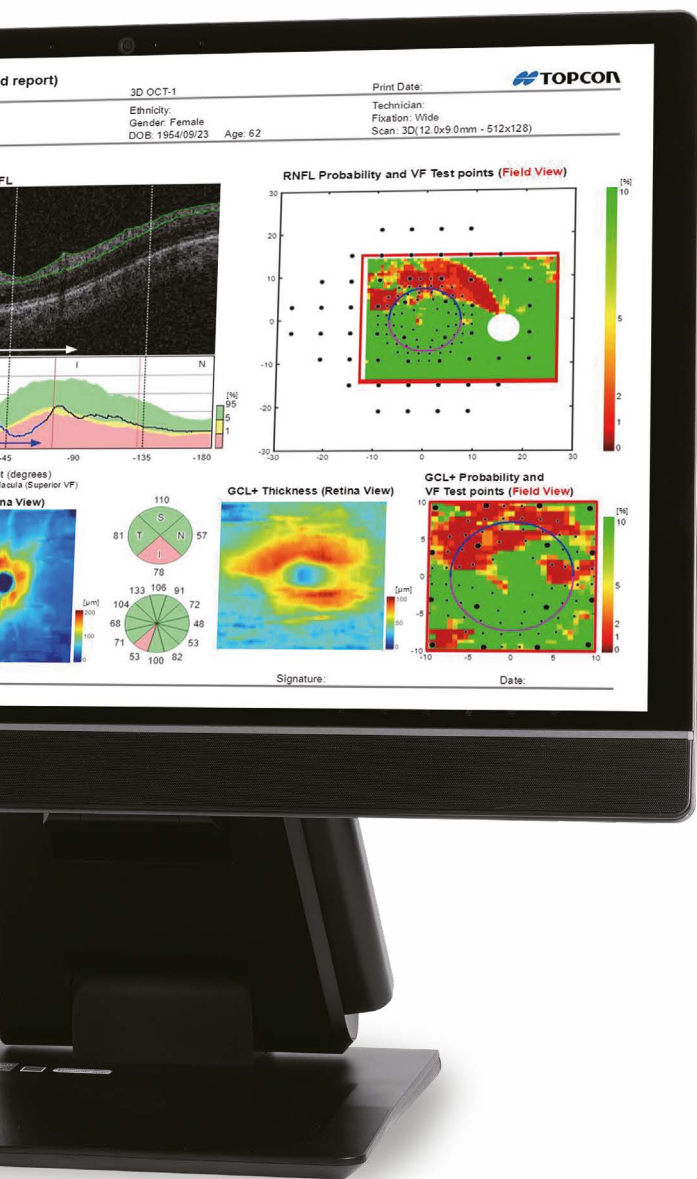 d report)
TOPCON
3D OCT-1
Print Date:
Ethnicity:
Technician:
Gender: Female
Fixation: Wide
DOB: 1954/09/23 Age: 62
Scan: 3D(12.0x9.0mm - 512x128)
FL
RNFL Probability and VF Test points (Field View)
[%]
10
5
2
1
0
30
20
10
0
-10
-20
-30
-30 -20 -10 0 10 20 30
I N
[%]
95
5
1
-45 -90 -135 -180
t (degrees)
acula (Superior VF)
na View)
[µm]
200
100
0
110
S
81 T N 57
I
78
133 106 91
104 72
68 48
71 53
53 100 82
GCL+ Thickness (Retina View)
[µm]
100
50
0
GCL+ Probability and
VF Test points (Field View)
[%]
10
5
2
1
0
10
5
0
-5
-10
-10 -5 0 5 10
Signature: Date: